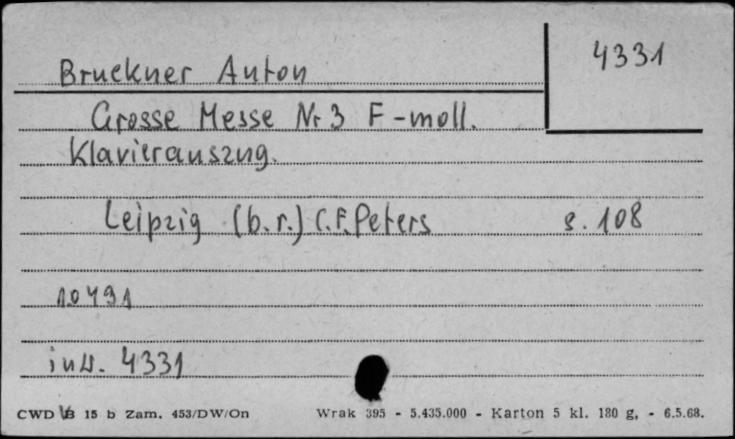 4331
Bruckner Anton
Grosse Messe Nr 3 F-moll.
Klavierauszug.
Leipzig (b.r.) C.F. Peters s. 108
10491
inw. 4331
CWD B 15 b Zam. 453/DW/On Wrak 395 - 5.435.000 - Karton 5 kl. 180 g, - 6.5.68.